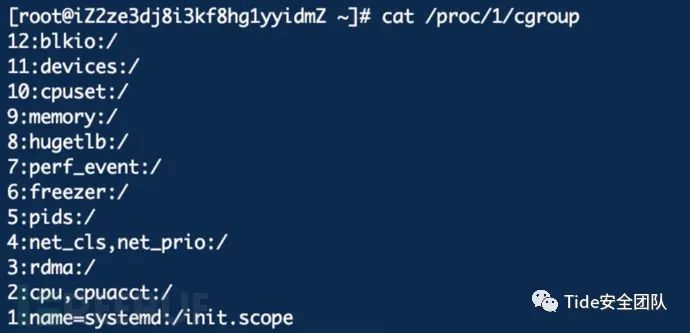 [root@iZ2ze3dj8i3kf8hg1yyidmZ ~]# cat /proc/1/cgroup
12:blkio:/
11:devices:/
10:cpuset:/
9:memory:/
8:hugetlb:/
7:perf_event:/
6:freezer:/
5:pids:/
4:net_cls,net_prio:/
3:rdma:/
2:cpu,cpuacct:/
1:name=systemd:/init.scope
Tide安全团队